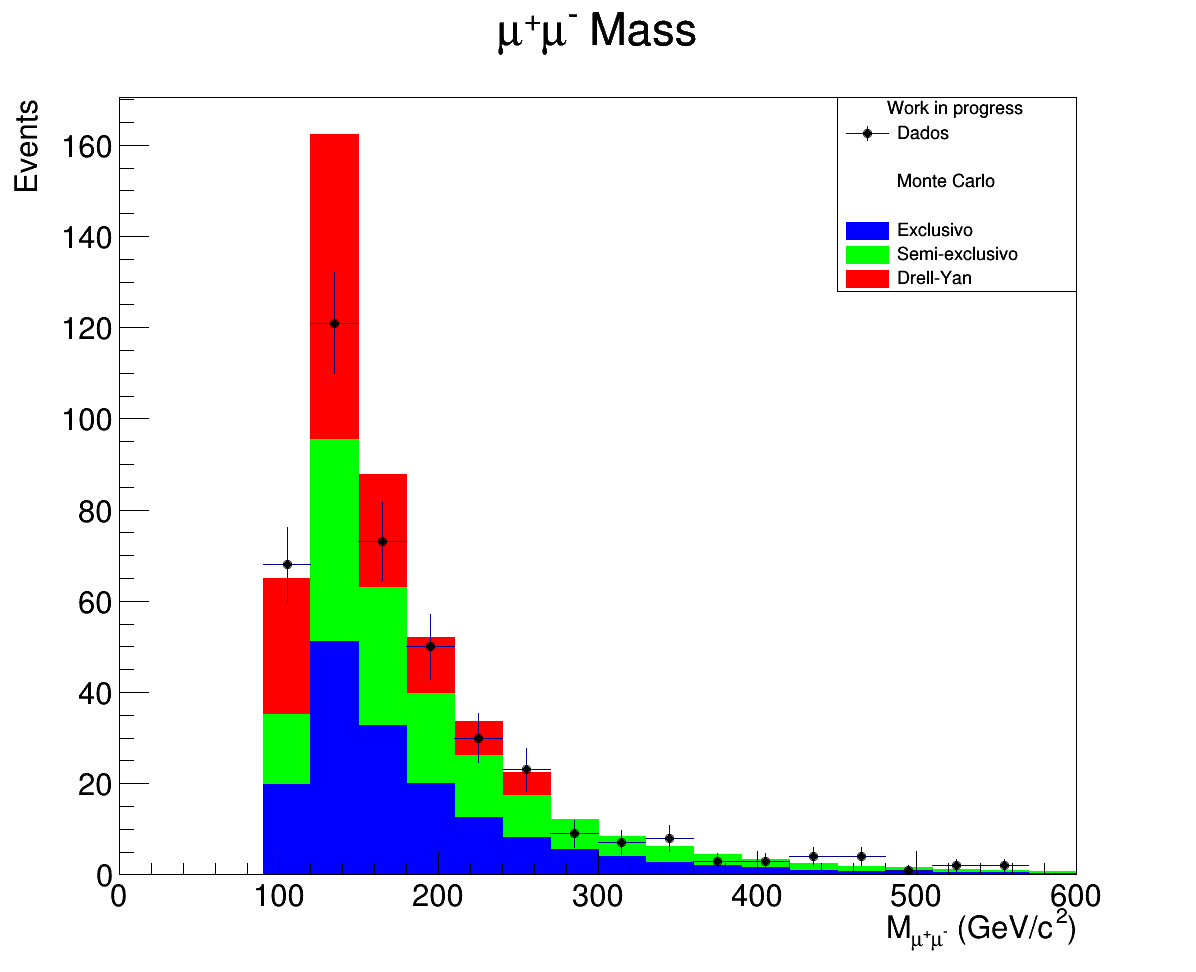 μ⁺μ⁻ Mass
Events
160
140
120
100
80
60
40
20
0
0 100 200 300 400 500 600
M_μ⁺μ⁻ (GeV/c²)
Work in progress
Dados
Monte Carlo
Exclusivo
Semi-exclusivo
Drell-Yan